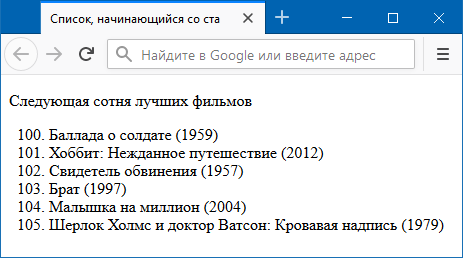 Список, начинающийся со ста
Найдите в Google или введите адрес
Следующая сотня лучших фильмов
100. Баллада о солдате (1959)
101. Хоббит: Нежданное путешествие (2012)
102. Свидетель обвинения (1957)
103. Брат (1997)
104. Малышка на миллион (2004)
105. Шерлок Холмс и доктор Ватсон: Кровавая надпись (1979)